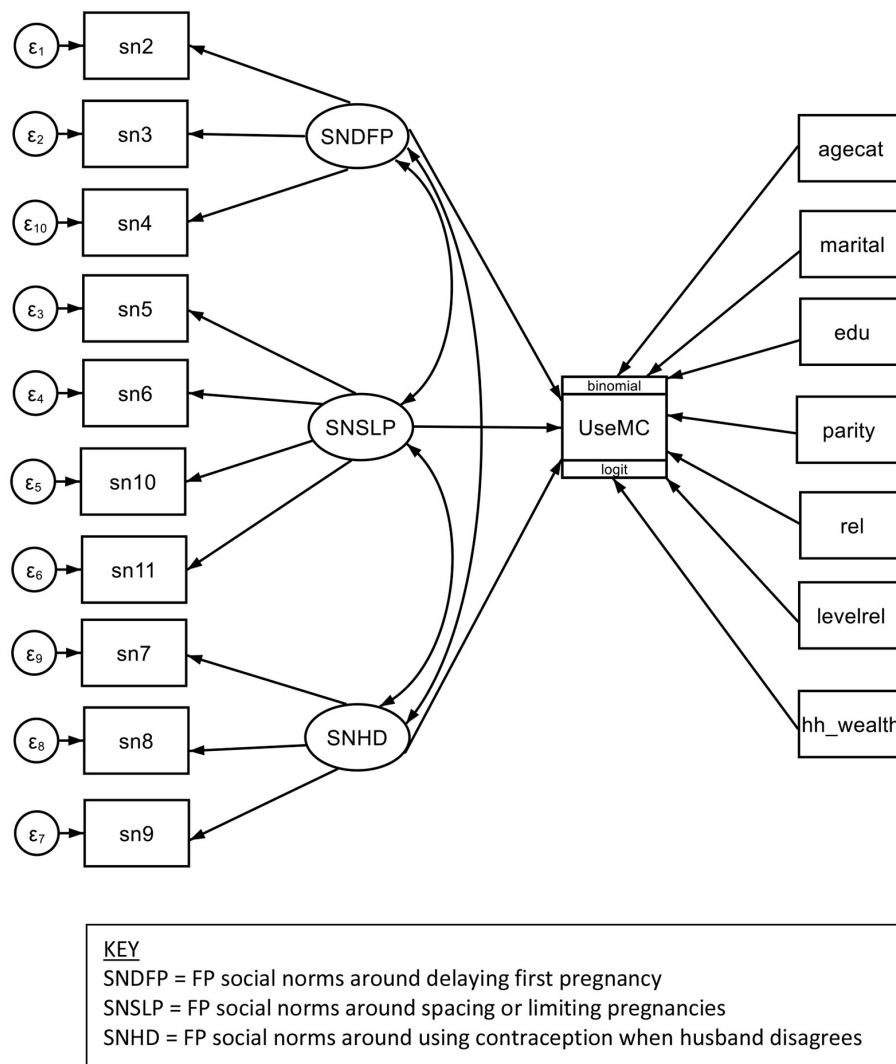 ε1 sn2
ε2 sn3
ε10 sn4
ε3 sn5
ε4 sn6
ε5 sn10
ε6 sn11
ε9 sn7
ε8 sn8
ε7 sn9
SNDFP
SNSLP
SNHD
binomial
UseMC
logit
agecat
marital
edu
parity
rel
levelrel
hh_wealth
KEY
SNDFP = FP social norms around delaying first pregnancy
SNSLP = FP social norms around spacing or limiting pregnancies
SNHD = FP social norms around using contraception when husband disagrees